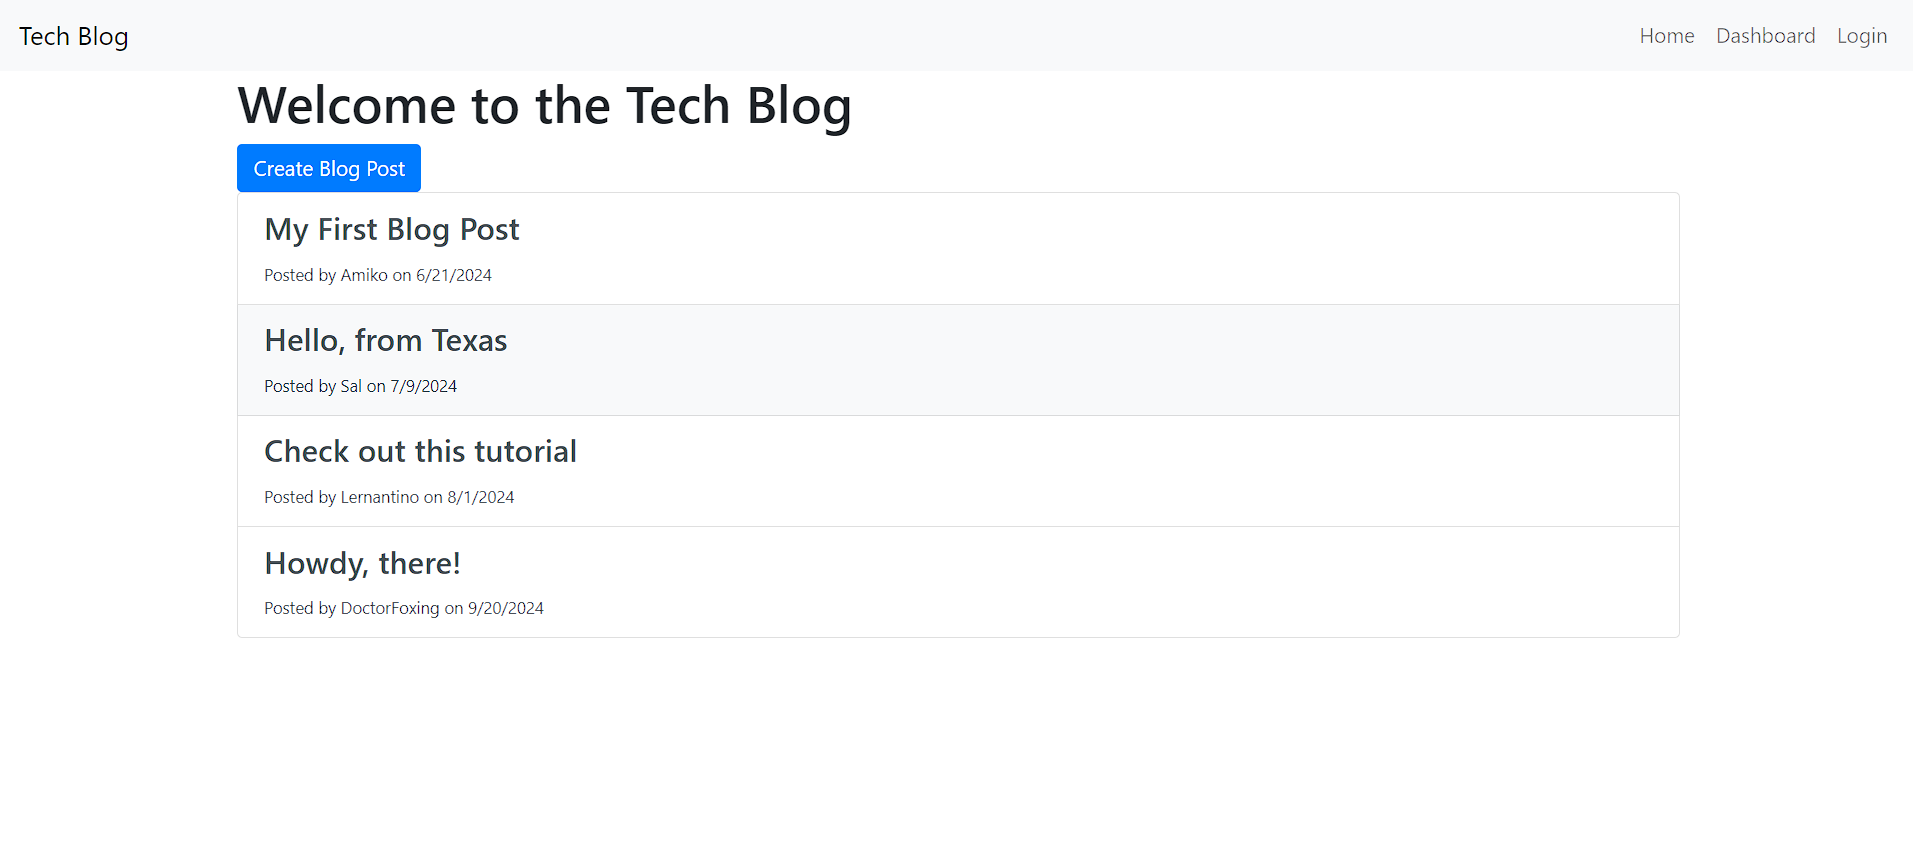 Tech Blog
Home Dashboard Login
Welcome to the Tech Blog
Create Blog Post
My First Blog Post
Posted by Amiko on 6/21/2024
Hello, from Texas
Posted by Sal on 7/9/2024
Check out this tutorial
Posted by Lernantino on 8/1/2024
Howdy, there!
Posted by DoctorFoxing on 9/20/2024